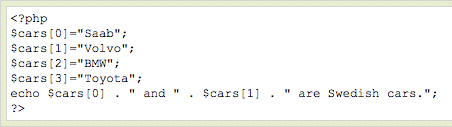 <?php
$cars[0]="Saab";
$cars[1]="Volvo";
$cars[2]="BMW";
$cars[3]="Toyota";
echo $cars[0] . " and " . $cars[1] . " are Swedish cars.";
?>